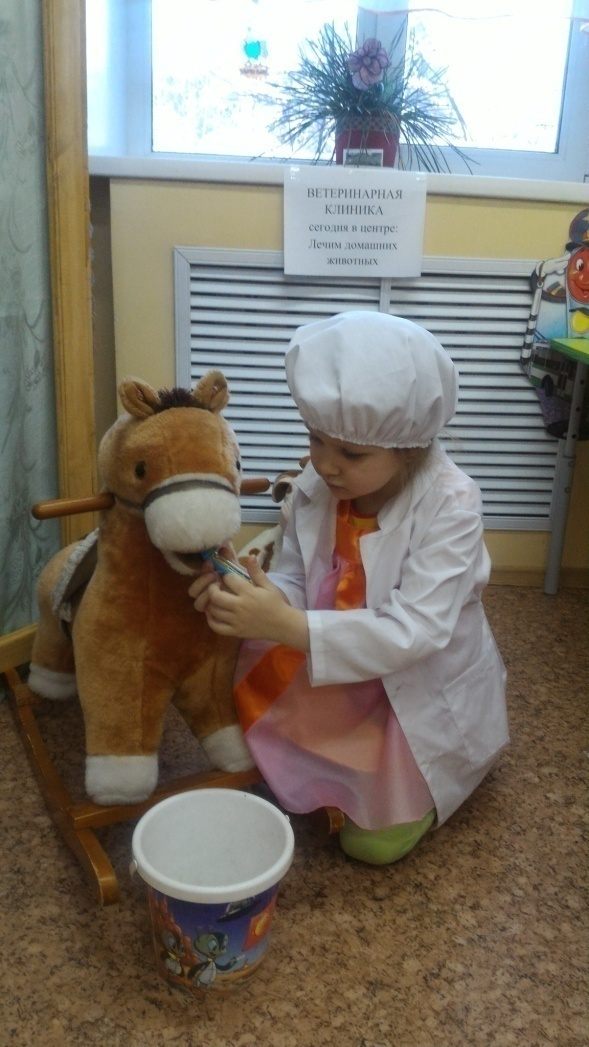 ВЕТЕРИНАРНАЯ
КЛИНИКА
сегодня в центре:
Лечим домашних
животных